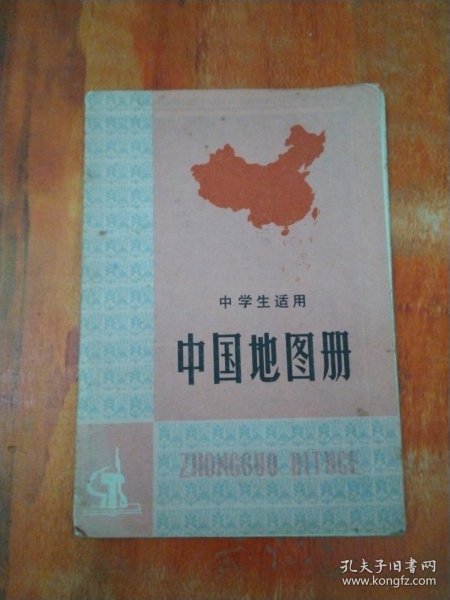 中学生适用
中国地图册
ZHONGGUO DITUCE
孔夫子旧书网
www.kongfz.com